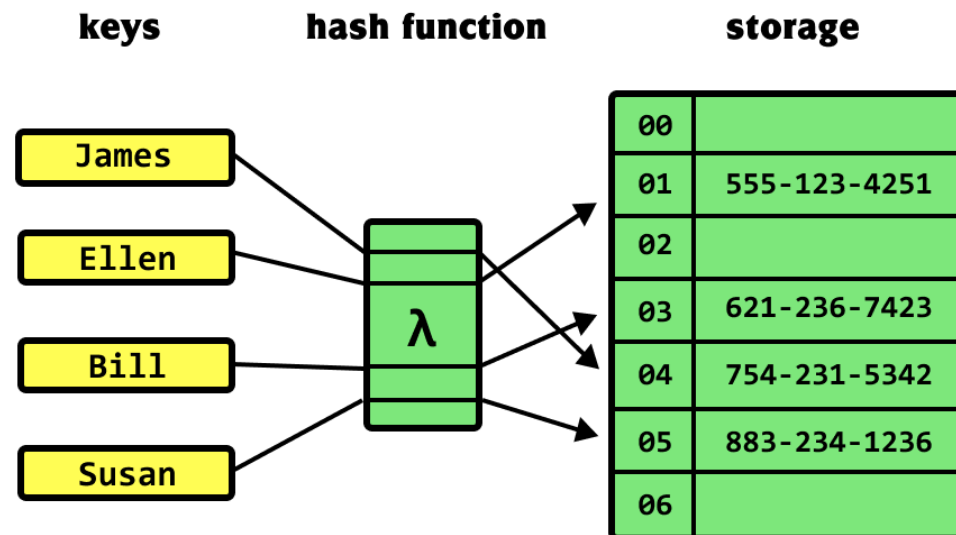 keys hash function storage
James
Ellen
Bill
Susan
λ
00
01 555-123-4251
02
03 621-236-7423
04 754-231-5342
05 883-234-1236
06